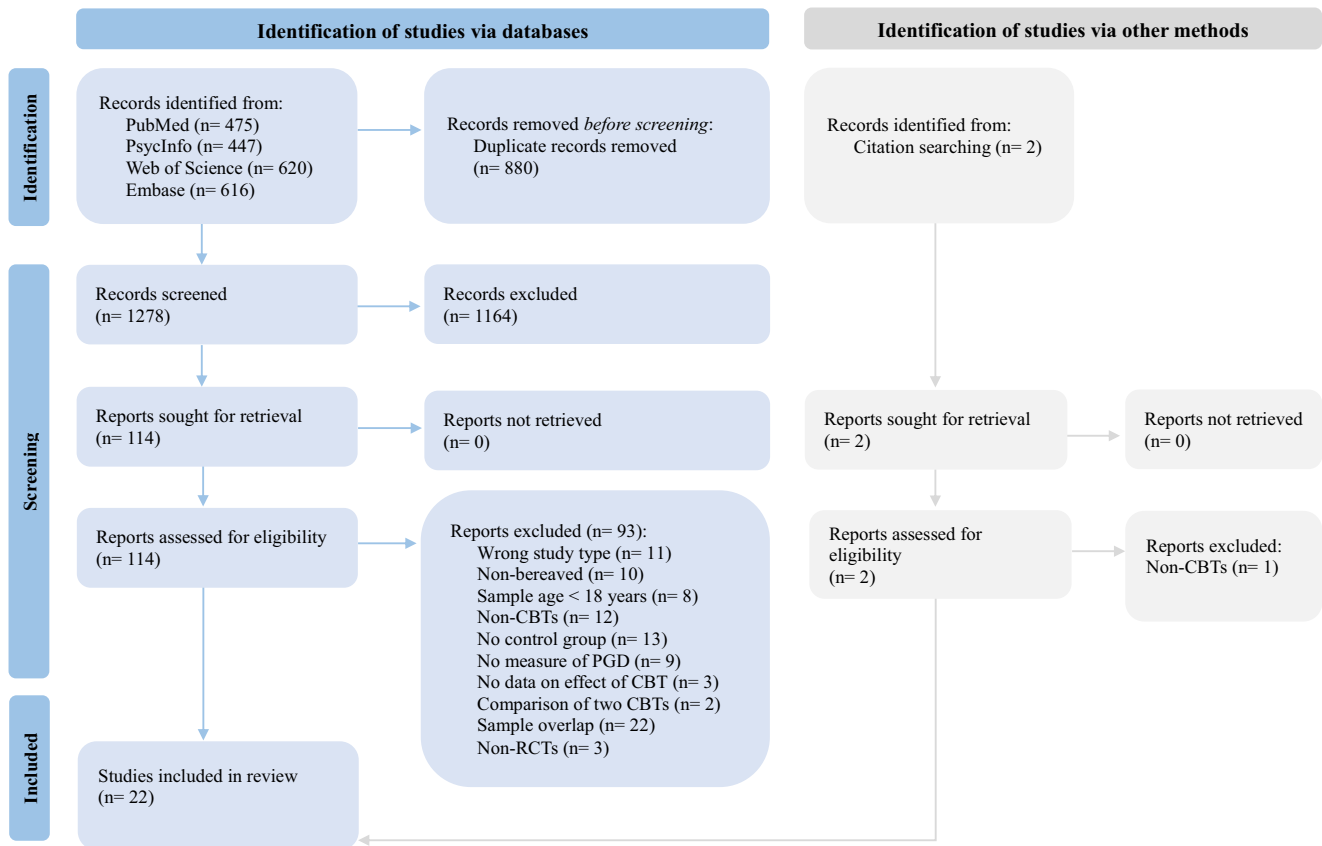 Identification of studies via databases
Identification of studies via other methods
Identification
Records identified from:
PubMed (n= 475)
PsycInfo (n= 447)
Web of Science (n= 620)
Embase (n= 616)
Records removed before screening:
Duplicate records removed
(n= 880)
Records identified from:
Citation searching (n= 2)
Screening
Records screened
(n= 1278)
Records excluded
(n= 1164)
Reports sought for retrieval
(n= 114)
Reports not retrieved
(n= 0)
Reports sought for retrieval
(n= 2)
Reports not retrieved
(n= 0)
Reports assessed for eligibility
(n= 114)
Reports excluded (n= 93):
Wrong study type (n= 11)
Non-bereaved (n= 10)
Sample age < 18 years (n= 8)
Non-CBTs (n= 12)
No control group (n= 13)
No measure of PGD (n= 9)
No data on effect of CBT (n= 3)
Comparison of two CBTs (n= 2)
Sample overlap (n= 22)
Non-RCTs (n= 3)
Reports assessed for
eligibility
(n= 2)
Reports excluded:
Non-CBTs (n= 1)
Included
Studies included in review
(n= 22)